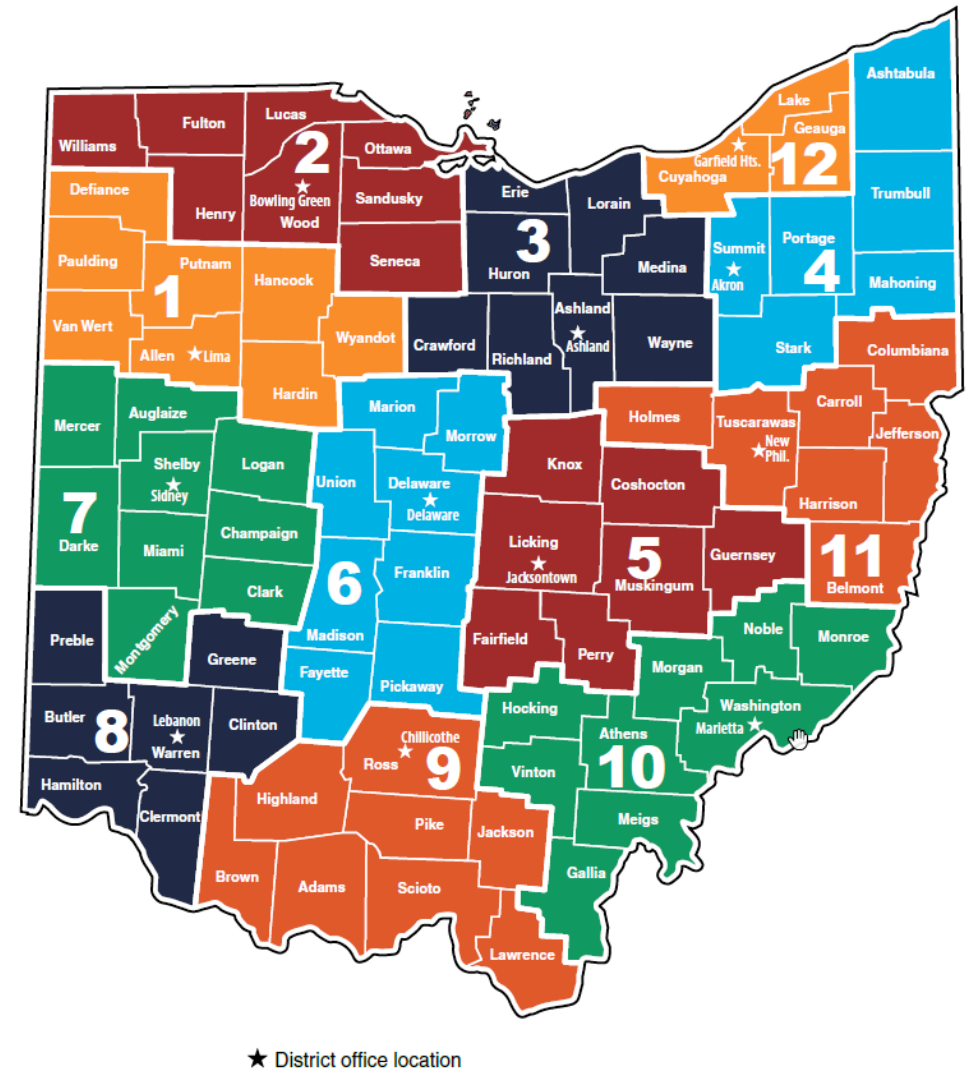 Ashtabula
Lake
Geauga
Garfield Hts.
12
Cuyahoga
Trumbull
Summit
Portage
4
Akron
Mahoning
Stark
Lucas
Fulton
Williams
2
Ottawa
Bowling Green
Wood
Henry
Sandusky
Seneca
Erie
Lorain
3
Huron
Medina
Ashland
Ashland
Crawford
Richland
Wayne
Defiance
Paulding
Putnam
1
Hancock
Van Wert
Allen
Lima
Wyandot
Hardin
Mercer
Auglaize
Shelby
Sidney
Logan
7
Darke
Miami
Champaign
Clark
Montgomery
Marion
Morrow
Union
Delaware
Delaware
6
Franklin
Madison
Fayette
Pickaway
Knox
Coshocton
Licking
Jacksontown
5
Muskingum
Guernsey
Fairfield
Perry
Holmes
Tuscarawas
New
Phil.
Columbiana
Carroll
Jefferson
Harrison
11
Belmont
Preble
Greene
Butler
8
Lebanon
Warren
Clinton
Hamilton
Clermont
Chillicothe
Ross
9
Highland
Pike
Jackson
Brown
Adams
Scioto
Lawrence
Noble
Monroe
Morgan
Washington
Marietta
Hocking
Athens
10
Vinton
Meigs
Gallia
★ District office location